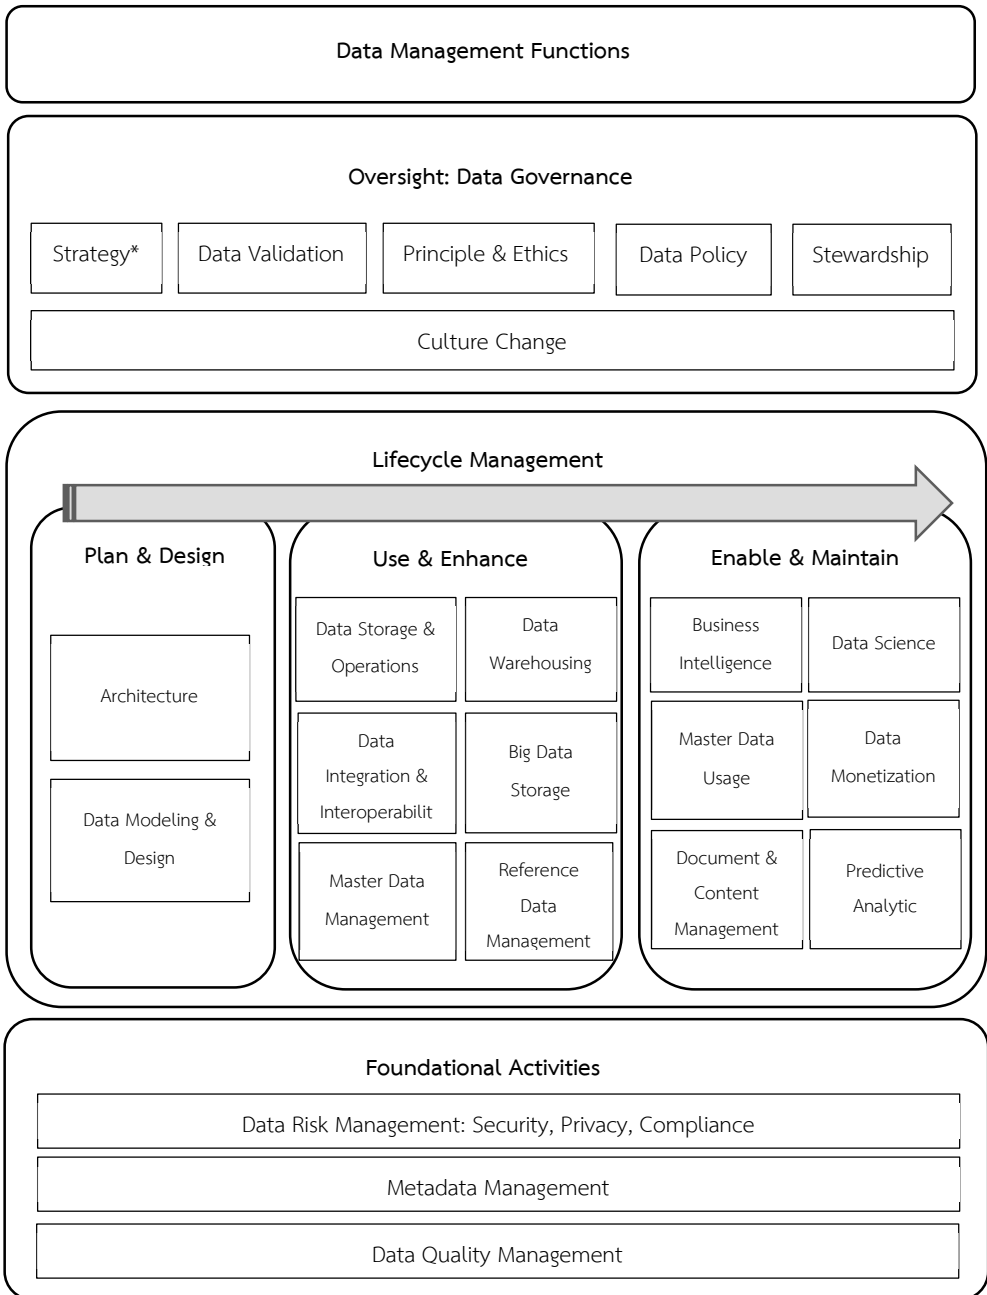 Data Management Functions
Oversight: Data Governance
Strategy*
Data Validation
Principle & Ethics
Data Policy
Stewardship
Culture Change
Lifecycle Management
Plan & Design
Architecture
Data Modeling &
Design
Use & Enhance
Data Storage &
Operations
Data
Warehousing
Data
Integration &
Interoperabilit
Big Data
Storage
Master Data
Management
Reference
Data
Management
Enable & Maintain
Business
Intelligence
Data Science
Master Data
Usage
Data
Monetization
Document &
Content
Management
Predictive
Analytic
Foundational Activities
Data Risk Management: Security, Privacy, Compliance
Metadata Management
Data Quality Management